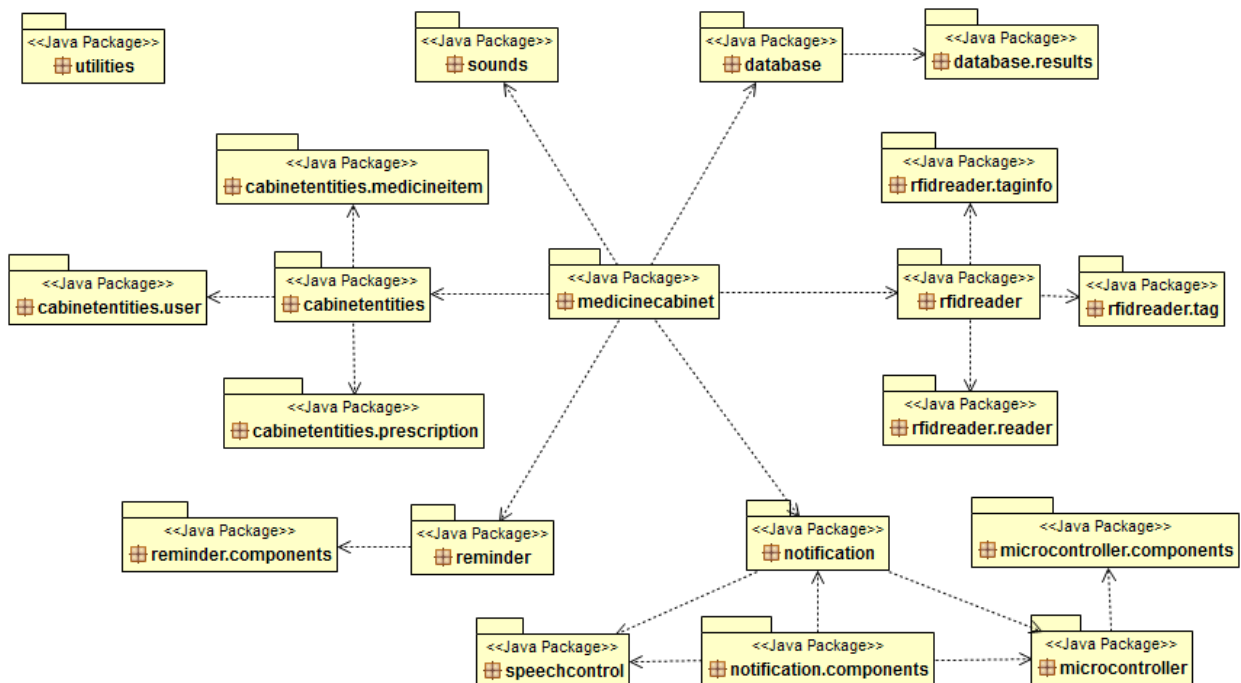 <<Java Package>>
utilities
<<Java Package>>
sounds
<<Java Package>>
database
<<Java Package>>
database.results
<<Java Package>>
cabinetentities.medicineitem
<<Java Package>>
rfidreader.taginfo
<<Java Package>>
cabinetentities.user
<<Java Package>>
cabinetentities
<<Java Package>>
medicinecabinet
<<Java Package>>
rfidreader
<<Java Package>>
rfidreader.tag
<<Java Package>>
cabinetentities.prescription
<<Java Package>>
rfidreader.reader
<<Java Package>>
reminder.components
<<Java Package>>
reminder
<<Java Package>>
notification
<<Java Package>>
microcontroller.components
<<Java Package>>
speechcontrol
<<Java Package>>
notification.components
<<Java Package>>
microcontroller